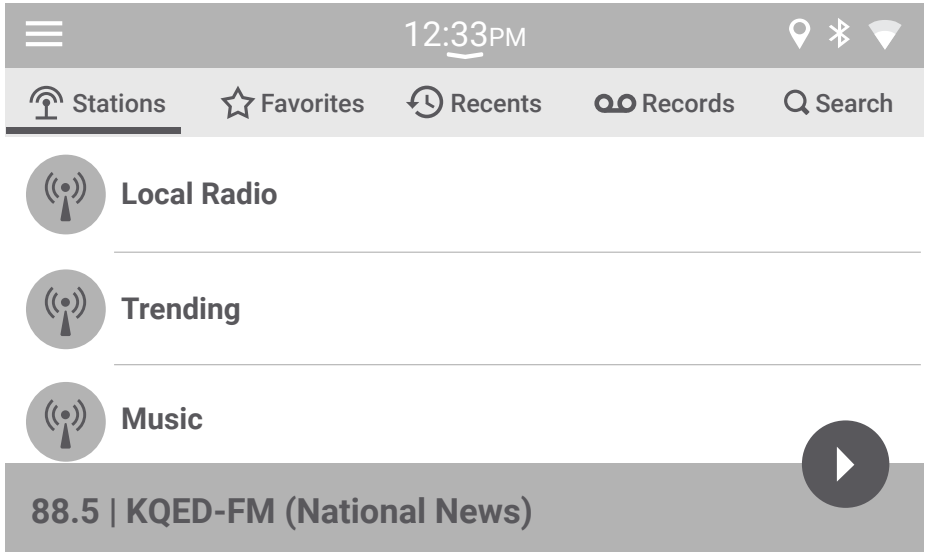 12:33PM
Stations Favorites Recents Records Search
Local Radio
Trending
Music
88.5 | KQED-FM (National News)